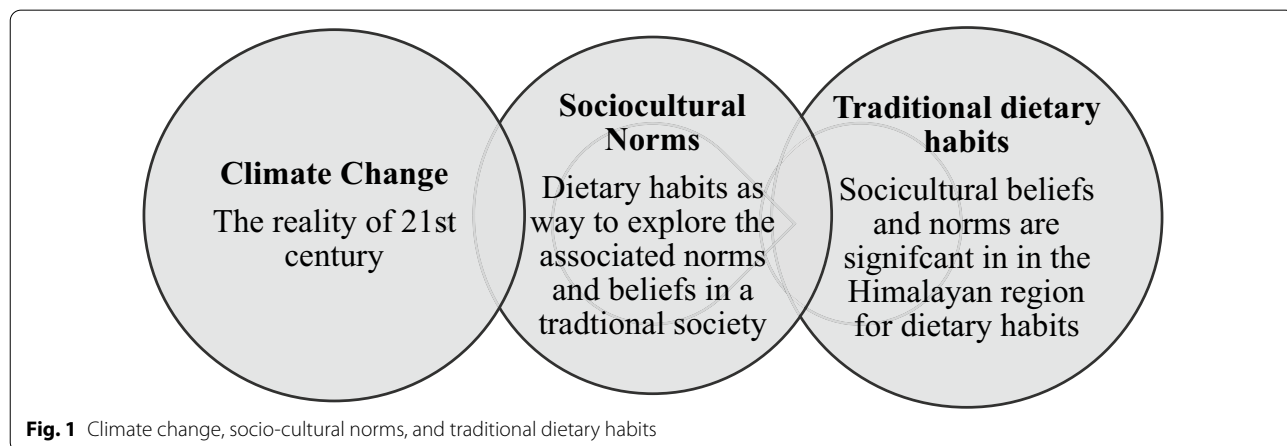 Climate Change
The reality of 21st
century
Sociocultural
Norms
Dietary habits as
way to explore the
associated norms
and beliefs in a
tradtional society
Traditional dietary
habits
Socicultural beliefs
and norms are
signifcant in in the
Himalayan region
for dietary habits
Fig. 1 Climate change, socio-cultural norms, and traditional dietary habits